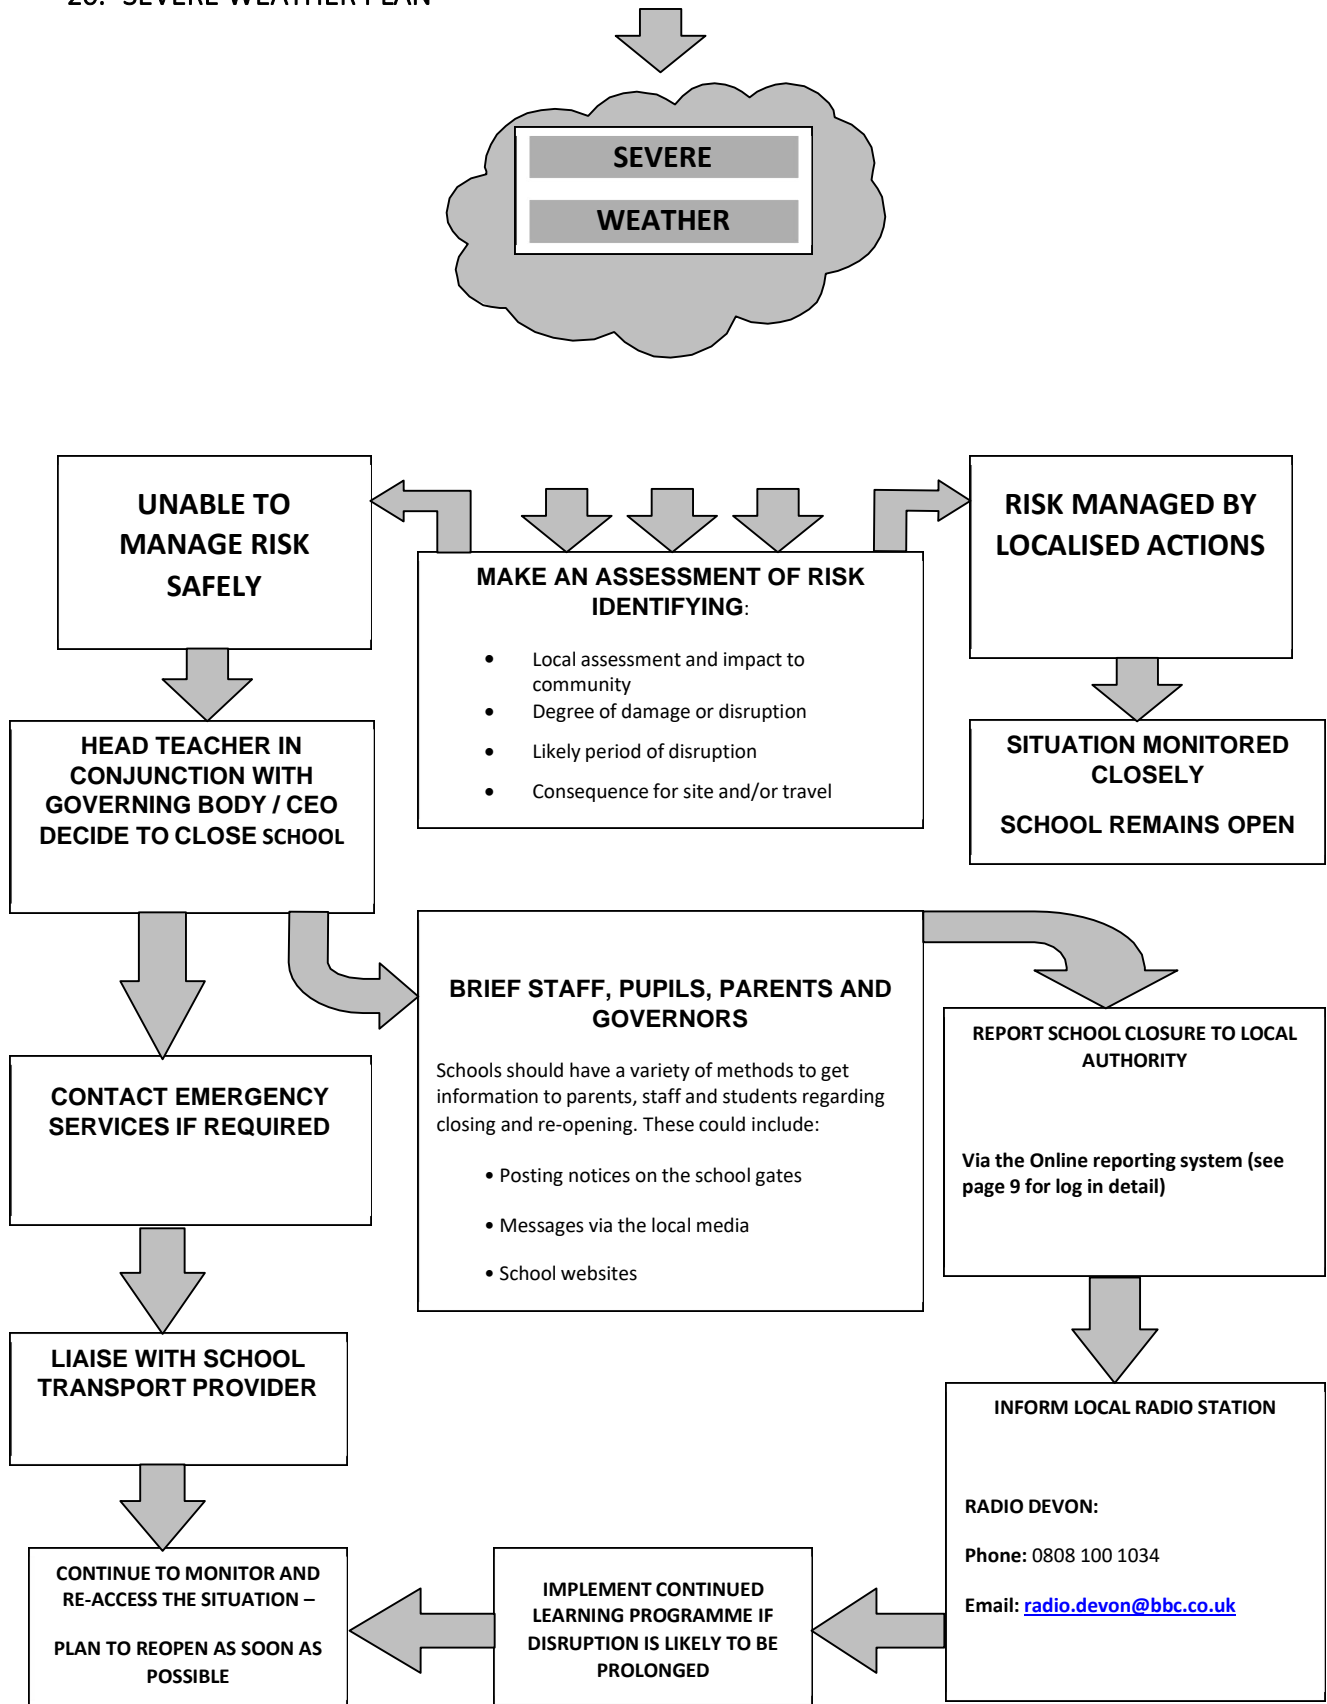 SEVERE WEATHER PLAN
SEVERE
WEATHER
UNABLE TO
MANAGE RISK
SAFELY
MAKE AN ASSESSMENT OF RISK
IDENTIFYING:
• Local assessment and impact to
community
• Degree of damage or disruption
• Likely period of disruption
• Consequence for site and/or travel
RISK MANAGED BY
LOCALISED ACTIONS
HEAD TEACHER IN
CONJUNCTION WITH
GOVERNING BODY / CEO
DECIDE TO CLOSE SCHOOL
SITUATION MONITORED
CLOSELY
SCHOOL REMAINS OPEN
BRIEF STAFF, PUPILS, PARENTS AND
GOVERNORS
Schools should have a variety of methods to get
information to parents, staff and students regarding
closing and re-opening. These could include:
• Posting notices on the school gates
• Messages via the local media
• School websites
REPORT SCHOOL CLOSURE TO LOCAL
AUTHORITY
Via the Online reporting system (see
page 9 for log in detail)
CONTACT EMERGENCY
SERVICES IF REQUIRED
LIAISE WITH SCHOOL
TRANSPORT PROVIDER
INFORM LOCAL RADIO STATION
RADIO DEVON:
Phone: 0808 100 1034
Email: radio.devon@bbc.co.uk
CONTINUE TO MONITOR AND
RE-ACCESS THE SITUATION –
PLAN TO REOPEN AS SOON AS
POSSIBLE
IMPLEMENT CONTINUED
LEARNING PROGRAMME IF
DISRUPTION IS LIKELY TO BE
PROLONGED